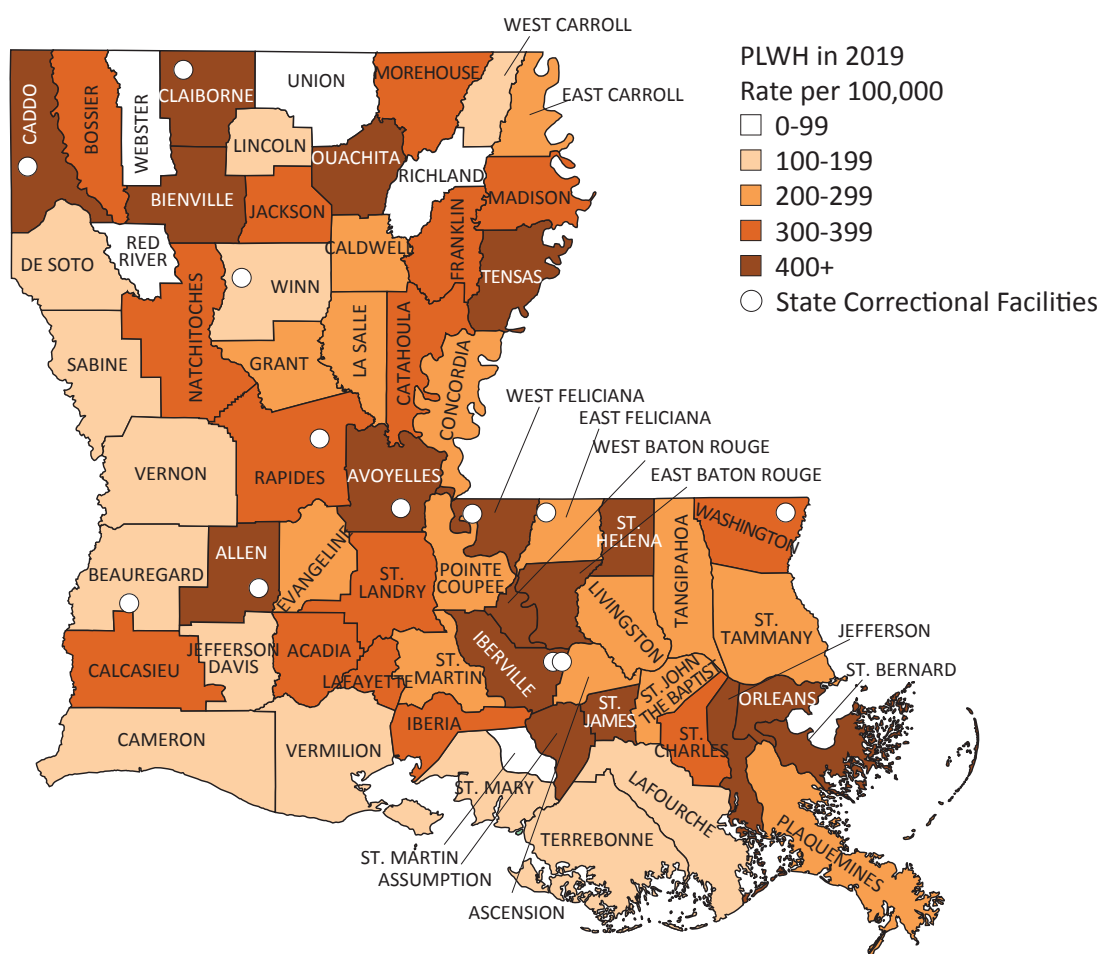 WEST CARROLL
PLWH in 2019
Rate per 100,000
0-99
100-199
200-299
300-399
400+
State Correctional Facilities
CADDO
BOSSIER
WEBSTER
CLAIBORNE
UNION
MOREHOUSE
EAST CARROLL
LINCOLN
OUACHITA
RICHLAND
BIENVILLE
JACKSON
MADISON
RED
RIVER
CALDWELL
FRANKLIN
TENSAS
DE SOTO
NATCHITOCHES
WINN
LA SALLE
CATAHOULA
CONCORDIA
SABINE
GRANT
WEST FELICIANA
EAST FELICIANA
WEST BATON ROUGE
EAST BATON ROUGE
VERNON
RAPIDES
AVOYELLES
BEAUREGARD
ALLEN
EVANGELINE
ST.
LANDRY
POINTE
COUPEE
ST.
HELENA
TANGIPAHOA
WASHINGTON
LIVINGSTON
ST.
TAMMANY
CALCASIEU
JEFFERSON
DAVIS
ACADIA
LAFAYETTE
ST.
MARTIN
IBERVILLE
ST. JOHN
THE BAPTIST
JEFFERSON
ST. BERNARD
ORLEANS
CAMERON
VERMILION
IBERIA
ST.
JAMES
ST.
CHARLES
ST. MARY
LAFOURCHE
TERREBONNE
PLAQUEMINES
ST. MARTIN
ASSUMPTION
ASCENSION